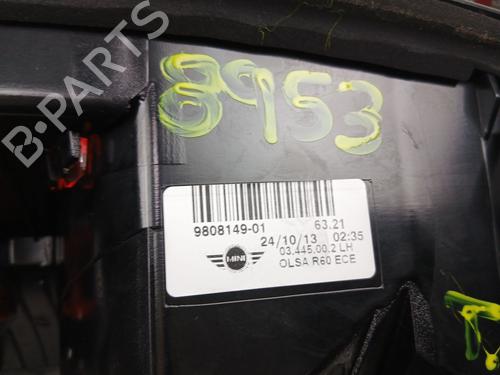 8953
B-PARTS
9808149-01 63.21
24/10/13 02:35
03.445.00.2 LH
MINI OLSA R60 ECE